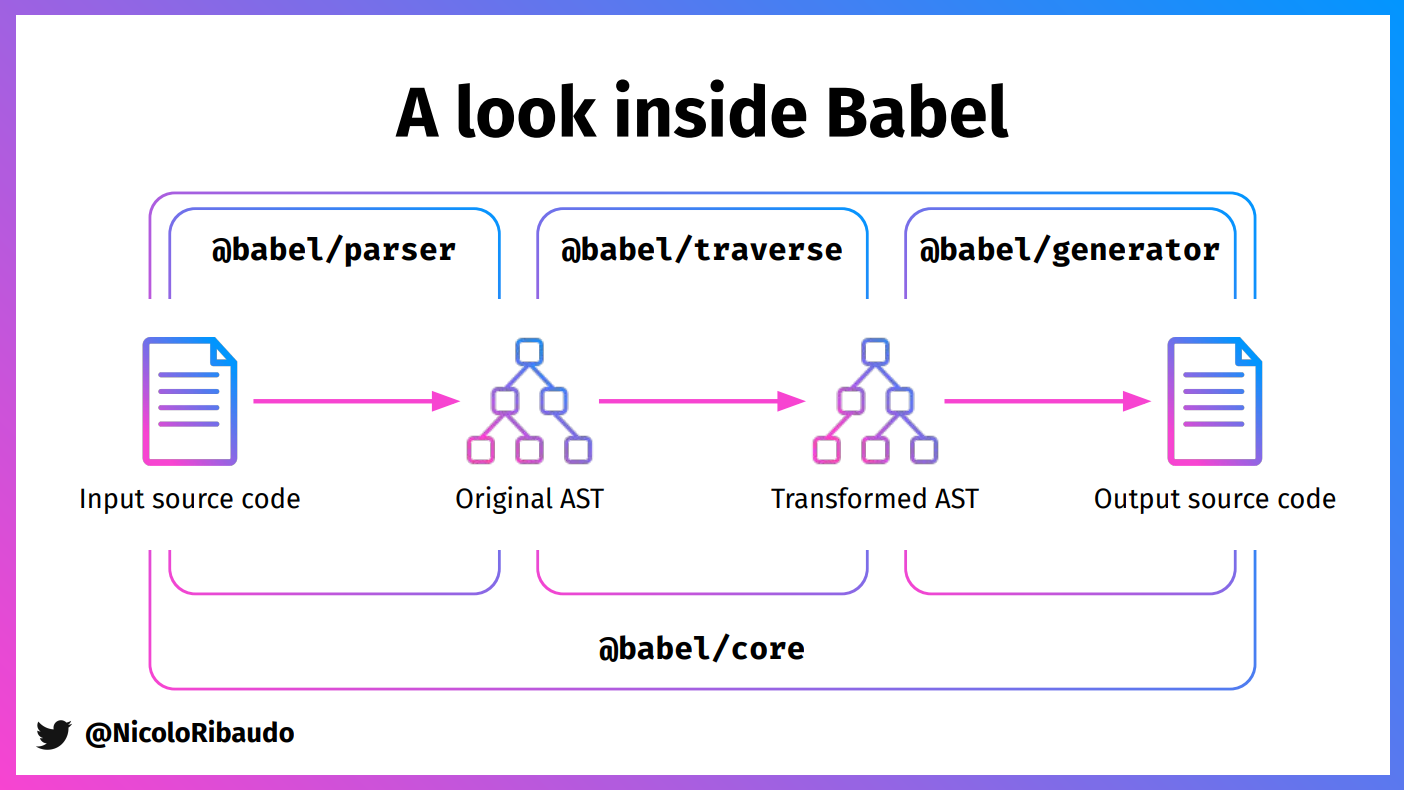 A look inside Babel
@babel/parser
@babel/traverse
@babel/generator
Input source code
Original AST
Transformed AST
Output source code
@babel/core
@NicoloRibaudo